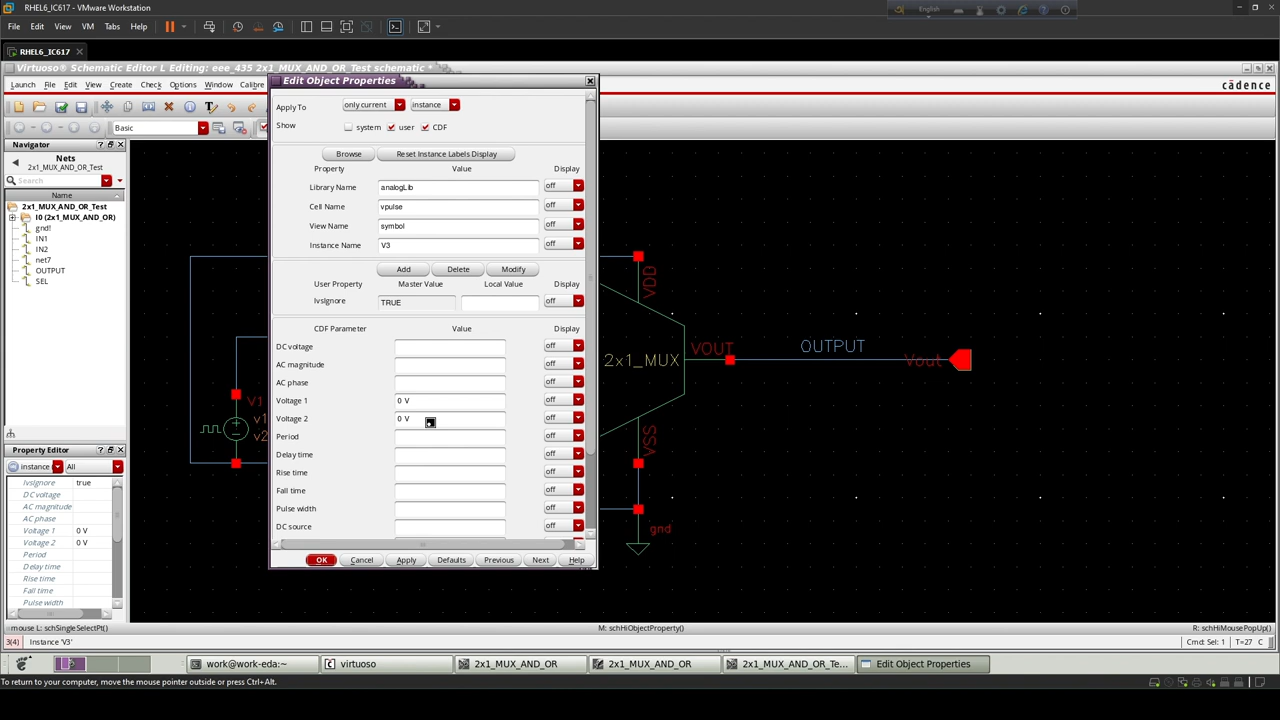 RHEL6_IC617 - VMware Workstation
English
File Edit View VM Tabs Help
RHEL6_IC617
Virtuoso® Schematic Editor L Editing: eee_435 2x1_MUX_AND_OR_Test schematic *
Launch File Edit View Create Check Options Window Calibre
cādence
Basic
Navigator
Nets
2x1_MUX_AND_OR_Test
Search
Name
2x1_MUX_AND_OR_Test
I0 (2x1_MUX_AND_OR)
gnd!
IN1
IN2
net7
OUTPUT
SEL
Property Editor
instance All
lvsIgnore true
DC voltage
AC magnitude
AC phase
Voltage 1 0 V
Voltage 2 0 V
Period
Delay time
Rise time
Fall time
Pulse width
Edit Object Properties
Apply To only current instance
Show system user CDF
Browse Reset Instance Labels Display
Property Value Display
Library Name analogLib off
Cell Name vpulse off
View Name symbol off
Instance Name V3 off
Add Delete Modify
User Property Master Value Local Value Display
lvsIgnore TRUE off
CDF Parameter Value Display
DC voltage off
AC magnitude off
AC phase off
Voltage 1 0 V off
Voltage 2 0 V off
Period off
Delay time off
Rise time off
Fall time off
Pulse width off
DC source off
OK Cancel Apply Defaults Previous Next Help
V1
v1
v2
VDD
2x1_MUX
VOUT
OUTPUT
Vout
VSS
gnd
mouse L: schSingleSelectPt() M: schHiObjectProperty() R: schHiMousePopUp()
3(4) Instance 'V3' Cmd: Sel: 1 T=27 C
work@work-eda:~ virtuoso 2x1_MUX_AND_OR 2x1_MUX_AND_OR 2x1_MUX_AND_OR_Te... Edit Object Properties
To return to your computer, move the mouse pointer outside or press Ctrl+Alt.